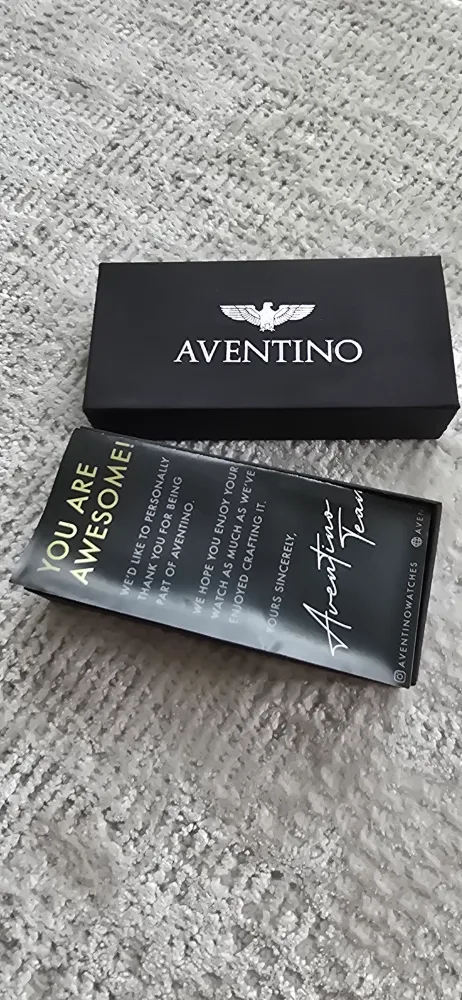 AVENTINO
YOU ARE
AWESOME!
WE'D LIKE TO PERSONALLY
THANK YOU FOR BEING
PART OF AVENTINO.
WE HOPE YOU ENJOY YOUR
WATCH AS MUCH AS WE'VE
ENJOYED CRAFTING IT.
YOURS SINCERELY,
Aventino
Team
AVENTINOWATCHES